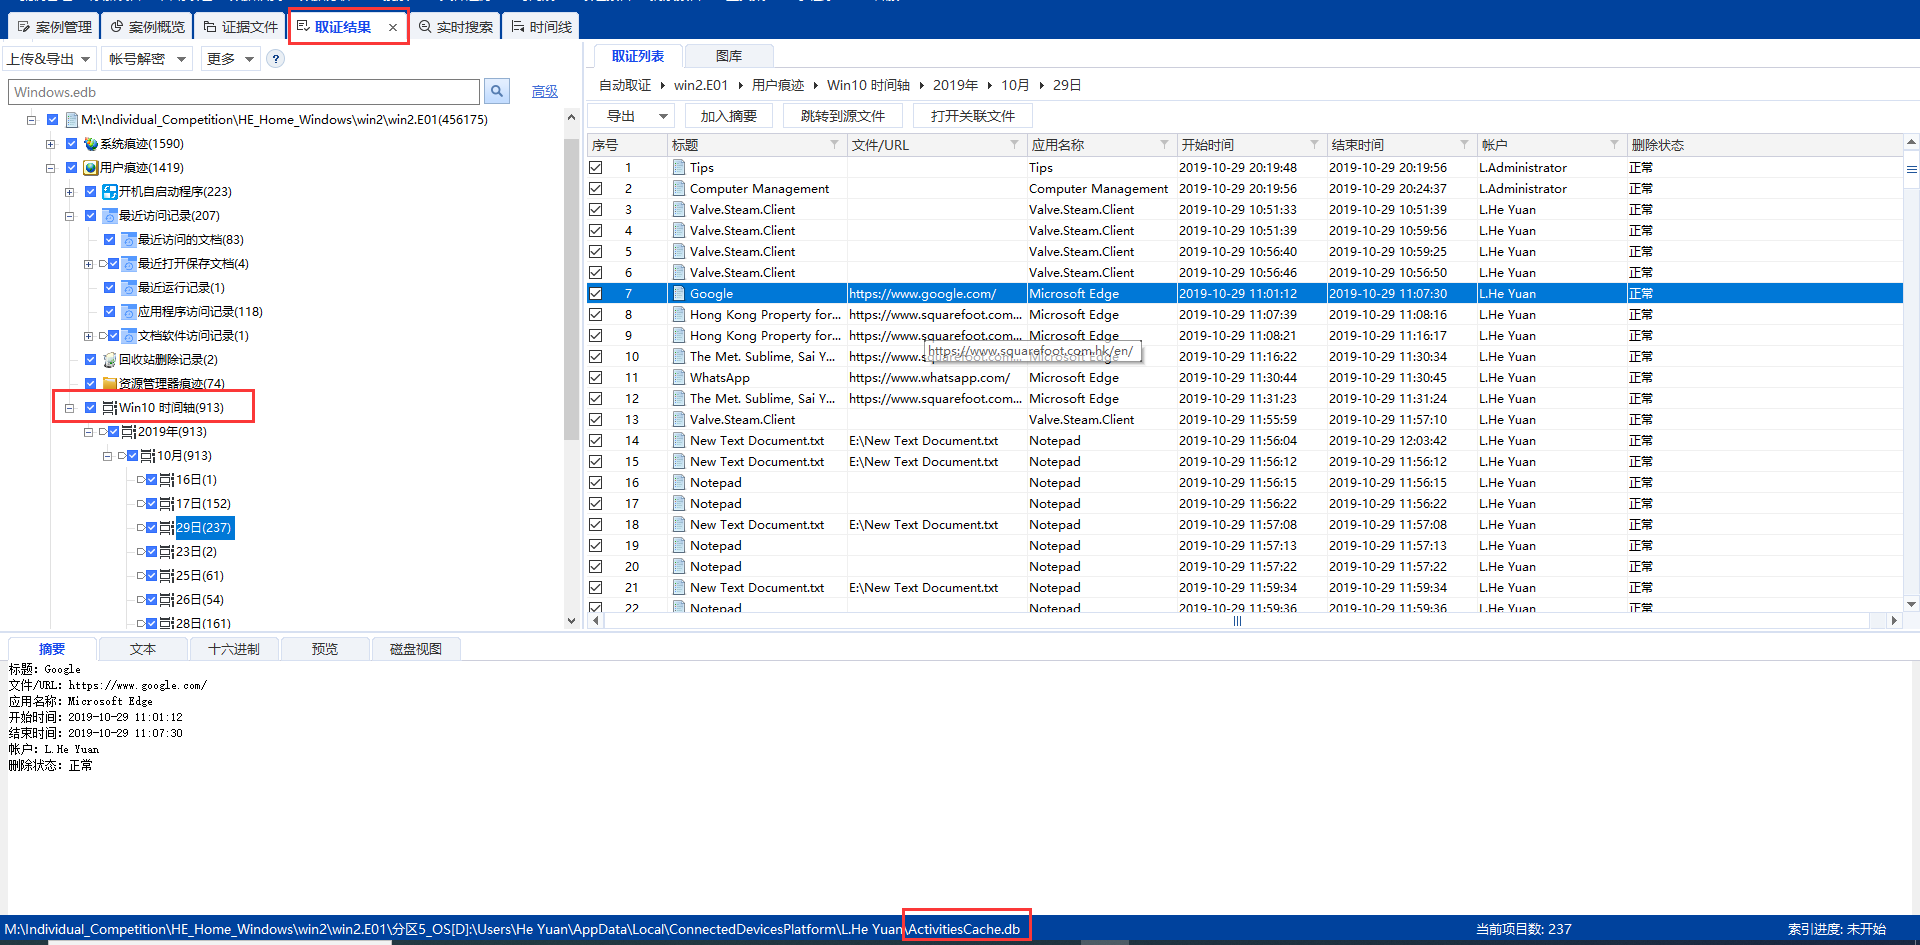 案例管理 案例概览 证据文件 取证结果 × 实时搜索 时间线
上传&导出 帐号解密 更多 ?
Windows.edb 高级
M:\Individual_Competition\HE_Home_Windows\win2\win2.E01(456175)
系统痕迹(1590)
用户痕迹(1419)
开机自启动程序(223)
最近访问记录(207)
最近访问的文档(83)
最近打开保存文档(4)
最近运行记录(1)
应用程序访问记录(118)
文档软件访问记录(1)
回收站删除记录(2)
资源管理器痕迹(74)
Win10 时间轴(913)
2019年(913)
10月(913)
16日(1)
17日(152)
29日(237)
23日(2)
25日(61)
26日(54)
28日(161)
取证列表 图库
自动取证 win2.E01 用户痕迹 Win10 时间轴 2019年 10月 29日
导出 加入摘要 跳转到源文件 打开关联文件
序号 标题 文件/URL 应用名称 开始时间 结束时间 帐户 删除状态
1 Tips Tips 2019-10-29 20:19:48 2019-10-29 20:19:56 L.Administrator 正常
2 Computer Management Computer Management 2019-10-29 20:19:56 2019-10-29 20:24:37 L.Administrator 正常
3 Valve.Steam.Client Valve.Steam.Client 2019-10-29 10:51:33 2019-10-29 10:51:39 L.He Yuan 正常
4 Valve.Steam.Client Valve.Steam.Client 2019-10-29 10:51:39 2019-10-29 10:59:56 L.He Yuan 正常
5 Valve.Steam.Client Valve.Steam.Client 2019-10-29 10:56:40 2019-10-29 10:59:25 L.He Yuan 正常
6 Valve.Steam.Client Valve.Steam.Client 2019-10-29 10:56:46 2019-10-29 10:56:50 L.He Yuan 正常
7 Google https://www.google.com/ Microsoft Edge 2019-10-29 11:01:12 2019-10-29 11:07:30 L.He Yuan 正常
8 Hong Kong Property for... https://www.squarefoot.com... Microsoft Edge 2019-10-29 11:07:39 2019-10-29 11:08:16 L.He Yuan 正常
9 Hong Kong Property for... https://www.squarefoot.com... Microsoft Edge 2019-10-29 11:08:21 2019-10-29 11:16:17 L.He Yuan 正常
https://www.squarefoot.com.hk/en/
10 The Met. Sublime, Sai Y... https://www.squarefoot.com... Microsoft Edge 2019-10-29 11:16:22 2019-10-29 11:30:34 L.He Yuan 正常
11 WhatsApp https://www.whatsapp.com/ Microsoft Edge 2019-10-29 11:30:44 2019-10-29 11:30:45 L.He Yuan 正常
12 The Met. Sublime, Sai Y... https://www.squarefoot.com... Microsoft Edge 2019-10-29 11:31:23 2019-10-29 11:31:24 L.He Yuan 正常
13 Valve.Steam.Client Valve.Steam.Client 2019-10-29 11:55:59 2019-10-29 11:57:10 L.He Yuan 正常
14 New Text Document.txt E:\New Text Document.txt Notepad 2019-10-29 11:56:04 2019-10-29 12:03:42 L.He Yuan 正常
15 New Text Document.txt E:\New Text Document.txt Notepad 2019-10-29 11:56:12 2019-10-29 11:56:12 L.He Yuan 正常
16 Notepad Notepad 2019-10-29 11:56:15 2019-10-29 11:56:15 L.He Yuan 正常
17 Notepad Notepad 2019-10-29 11:56:22 2019-10-29 11:56:22 L.He Yuan 正常
18 New Text Document.txt E:\New Text Document.txt Notepad 2019-10-29 11:57:08 2019-10-29 11:57:08 L.He Yuan 正常
19 Notepad Notepad 2019-10-29 11:57:13 2019-10-29 11:57:13 L.He Yuan 正常
20 Notepad Notepad 2019-10-29 11:57:22 2019-10-29 11:57:22 L.He Yuan 正常
21 New Text Document.txt E:\New Text Document.txt Notepad 2019-10-29 11:59:34 2019-10-29 11:59:34 L.He Yuan 正常
22 Notepad Notepad 2019-10-29 11:59:36 2019-10-29 11:59:36 L.He Yuan 正常
摘要 文本 十六进制 预览 磁盘视图
标题: Google
文件/URL: https://www.google.com/
应用名称: Microsoft Edge
开始时间: 2019-10-29 11:01:12
结束时间: 2019-10-29 11:07:30
帐户: L.He Yuan
删除状态: 正常
M:\Individual_Competition\HE_Home_Windows\win2\win2.E01\分区5_OS[D]:\Users\He Yuan\AppData\Local\ConnectedDevicesPlatform\L.He Yuan\ActivitiesCache.db 当前项目数: 237 索引进度: 未开始